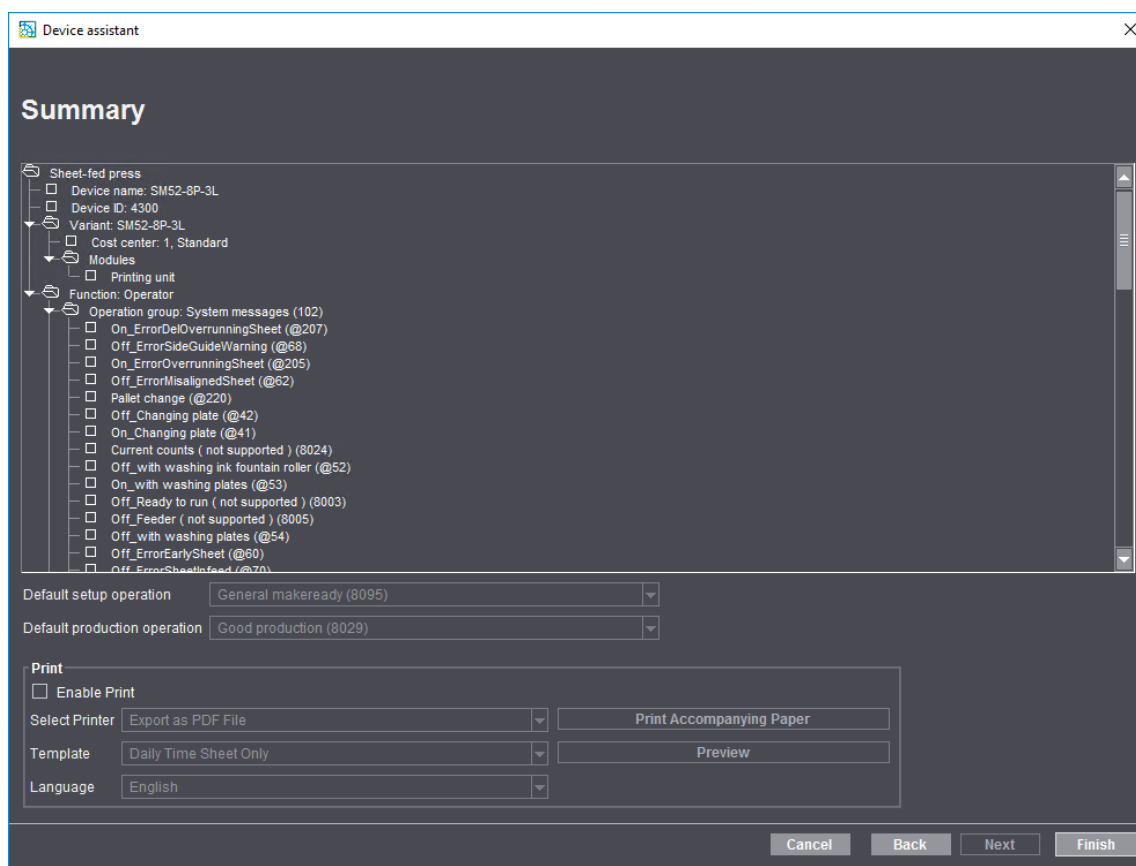 Device assistant
Summary
Sheet-fed press
Device name: SM52-8P-3L
Device ID: 4300
Variant: SM52-8P-3L
Cost center: 1, Standard
Modules
Printing unit
Function: Operator
Operation group: System messages (102)
On_ErrorDelOverrunningSheet (@207)
Off_ErrorSideGuideWarning (@68)
On_ErrorOverrunningSheet (@205)
Off_ErrorMisalignedSheet (@62)
Pallet change (@220)
Off_Changing plate (@42)
On_Changing plate (@41)
Current counts ( not supported ) (8024)
Off_with washing ink fountain roller (@52)
On_with washing plates (@53)
Off_Ready to run ( not supported ) (8003)
Off_Feeder ( not supported ) (8005)
Off_with washing plates (@54)
Off_ErrorEarlySheet (@60)
Off_ErrorSheetInfeed (@70)
Default setup operation General makeready (8095)
Default production operation Good production (8029)
Print
Enable Print
Select Printer Export as PDF File Print Accompanying Paper
Template Daily Time Sheet Only Preview
Language English
Cancel Back Next Finish